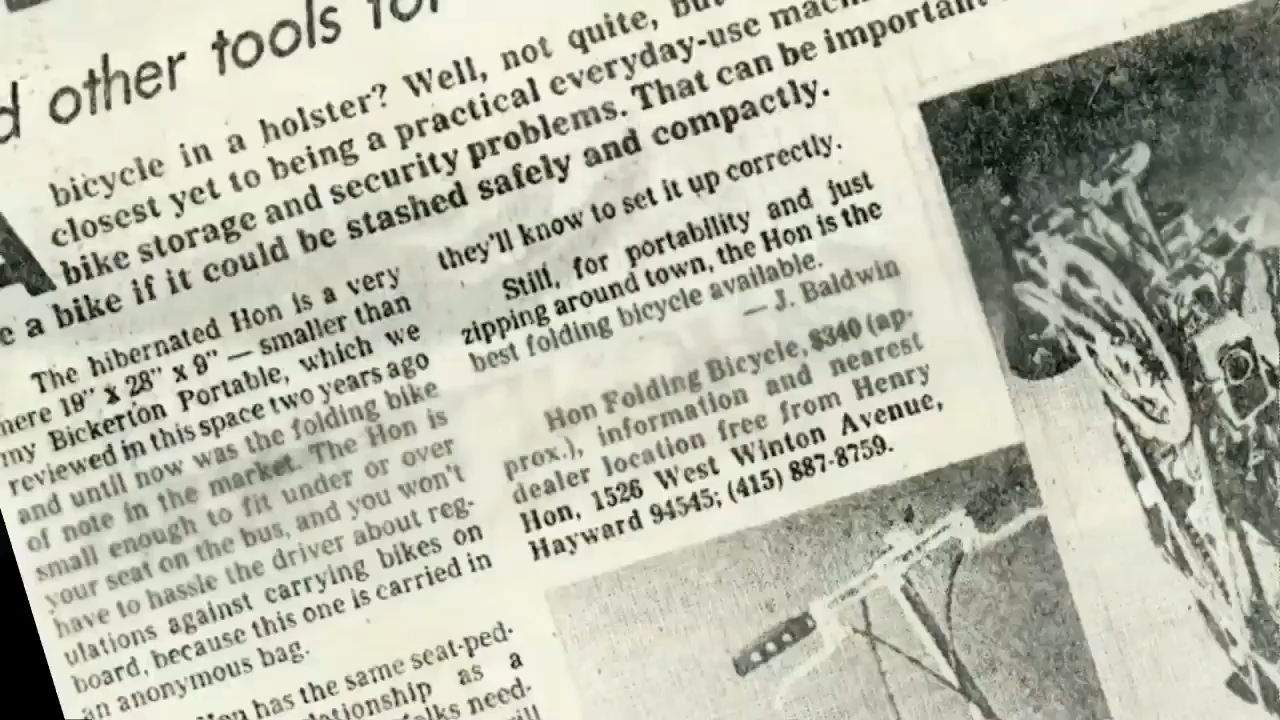 d other tools for
A bicycle in a holster? Well, not quite, but
closest yet to being a practical everyday-use
bike storage and security problems. That can be important
a bike if it could be stashed safely and compactly.
The hibernated Hon is a very
19" x 28" x 9" — smaller than
my Bickerton Portable, which we
reviewed in this space two years ago
and until now was the folding bike
of note in the market. The Hon is
small enough to fit under or over
your seat on the bus, and you won't
have to hassle the driver about reg-
ulations against carrying bikes on
board, because this one is carried in
an anonymous bag.
Hon has the same seat-ped-
as a
need-
they'll know to set it up correctly.
Still, for portability and just
zipping around town, the Hon is the
best folding bicycle available.
— J. Baldwin
Hon Folding Bicycle, $340 (ap-
prox.), information and nearest
dealer location free from Henry
Hon, 1526 West Winton Avenue,
Hayward 94545; (415) 887-8759.